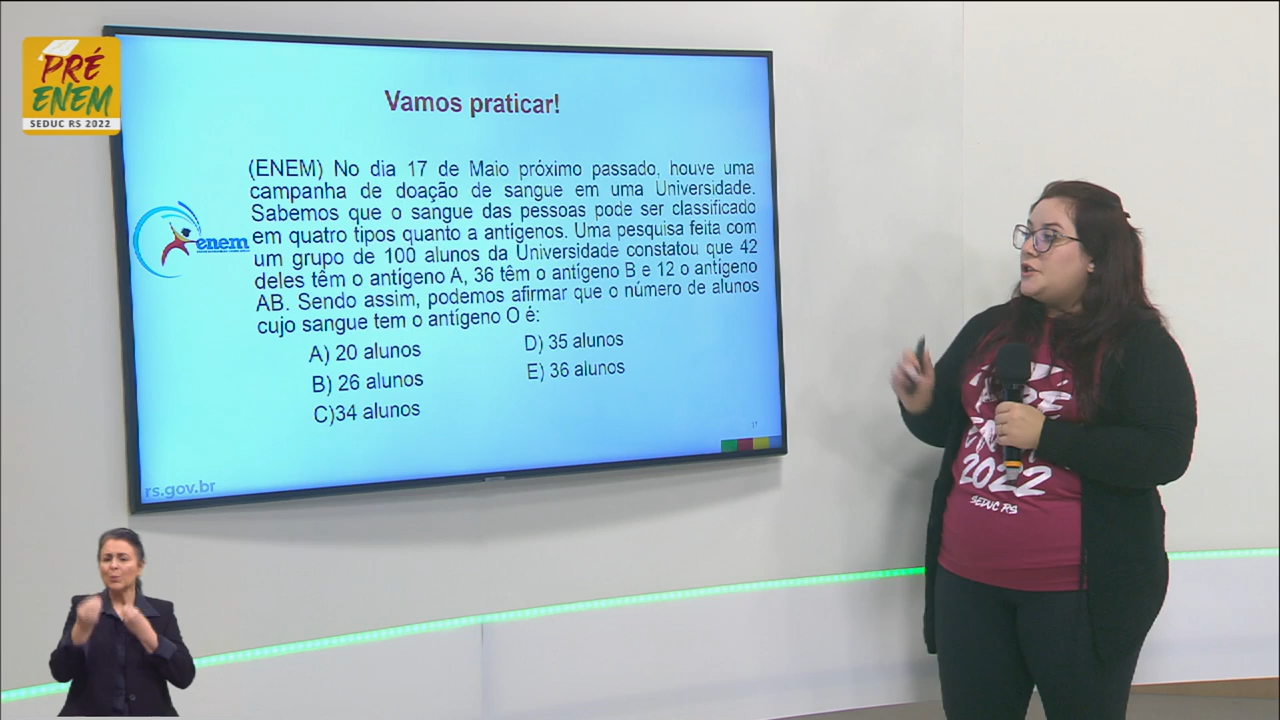 PRÉ
ENEM
SEDUC RS 2022
Vamos praticar!
(ENEM) No dia 17 de Maio próximo passado, houve uma
campanha de doação de sangue em uma Universidade.
Sabemos que o sangue das pessoas pode ser classificado
em quatro tipos quanto a antígenos. Uma pesquisa feita com
um grupo de 100 alunos da Universidade constatou que 42
deles têm o antígeno A, 36 têm o antígeno B e 12 o antígeno
AB. Sendo assim, podemos afirmar que o número de alunos
cujo sangue tem o antígeno O é:
enem
A) 20 alunos
B) 26 alunos
C)34 alunos
D) 35 alunos
E) 36 alunos
rs.gov.br
PRÉ
ENEM
2022
SEDUC RS